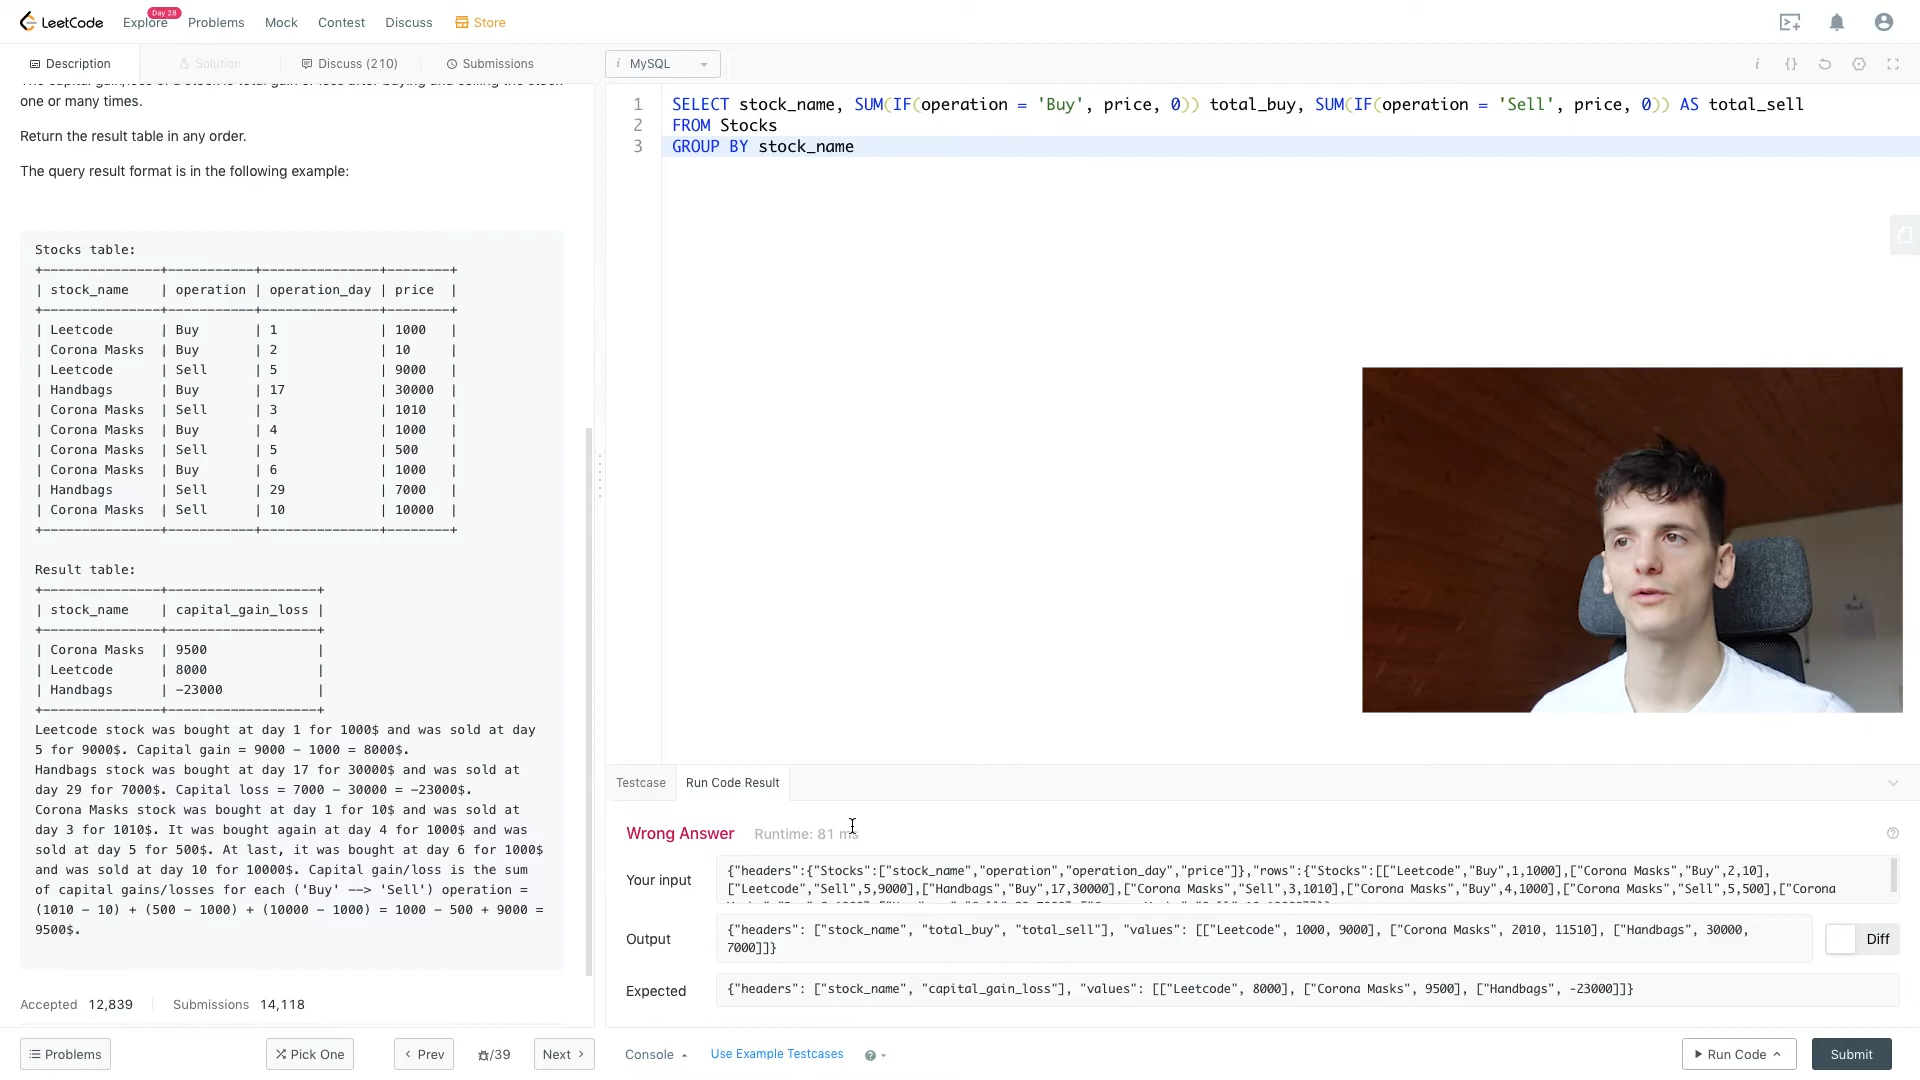 LeetCode
Explore
Day 28
Problems
Mock
Contest
Discuss
Store
Description
Solution
Discuss (210)
Submissions
i MySQL
one or many times.
Return the result table in any order.
The query result format is in the following example:
Stocks table:
+---------------+-----------+---------------+--------+
| stock_name    | operation | operation_day | price  |
+---------------+-----------+---------------+--------+
| Leetcode      | Buy       | 1             | 1000   |
| Corona Masks  | Buy       | 2             | 10     |
| Leetcode      | Sell      | 5             | 9000   |
| Handbags      | Buy       | 17            | 30000  |
| Corona Masks  | Sell      | 3             | 1010   |
| Corona Masks  | Buy       | 4             | 1000   |
| Corona Masks  | Sell      | 5             | 500    |
| Corona Masks  | Buy       | 6             | 1000   |
| Handbags      | Sell      | 29            | 7000   |
| Corona Masks  | Sell      | 10            | 10000  |
+---------------+-----------+---------------+--------+
Result table:
+---------------+-------------------+
| stock_name    | capital_gain_loss |
+---------------+-------------------+
| Corona Masks  | 9500              |
| Leetcode      | 8000              |
| Handbags      | -23000            |
+---------------+-------------------+
Leetcode stock was bought at day 1 for 1000$ and was sold at day
5 for 9000$. Capital gain = 9000 - 1000 = 8000$.
Handbags stock was bought at day 17 for 30000$ and was sold at
day 29 for 7000$. Capital loss = 7000 - 30000 = -23000$.
Corona Masks stock was bought at day 1 for 10$ and was sold at
day 3 for 1010$. It was bought again at day 4 for 1000$ and was
sold at day 5 for 500$. At last, it was bought at day 6 for 1000$
and was sold at day 10 for 10000$. Capital gain/loss is the sum
of capital gains/losses for each ('Buy' --> 'Sell') operation =
(1010 - 10) + (500 - 1000) + (10000 - 1000) = 1000 - 500 + 9000 =
9500$.
Accepted 12,839
Submissions 14,118
Problems
Pick One
Prev
/39
Next
1 SELECT stock_name, SUM(IF(operation = 'Buy', price, 0)) total_buy, SUM(IF(operation = 'Sell', price, 0)) AS total_sell
2 FROM Stocks
3 GROUP BY stock_name
Testcase
Run Code Result
Wrong Answer
Runtime: 81 ms
Your input
{"headers":{"Stocks":["stock_name","operation","operation_day","price"]},"rows":{"Stocks":[["Leetcode","Buy",1,1000],["Corona Masks","Buy",2,10],
["Leetcode","Sell",5,9000],["Handbags","Buy",17,30000],["Corona Masks","Sell",3,1010],["Corona Masks","Buy",4,1000],["Corona Masks","Sell",5,500],["Corona
Output
{"headers": ["stock_name", "total_buy", "total_sell"], "values": [["Leetcode", 1000, 9000], ["Corona Masks", 2010, 11510], ["Handbags", 30000,
7000]]}
Diff
Expected
{"headers": ["stock_name", "capital_gain_loss"], "values": [["Leetcode", 8000], ["Corona Masks", 9500], ["Handbags", -23000]]}
Console
Use Example Testcases
Run Code
Submit